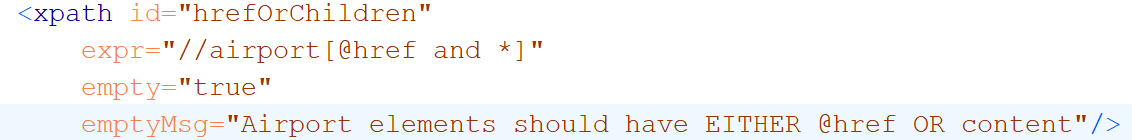 <xpath id="hrefOrChildren"
expr="//airport[@href and *]"
empty="true"
emptyMsg="Airport elements should have EITHER @href OR content"/>